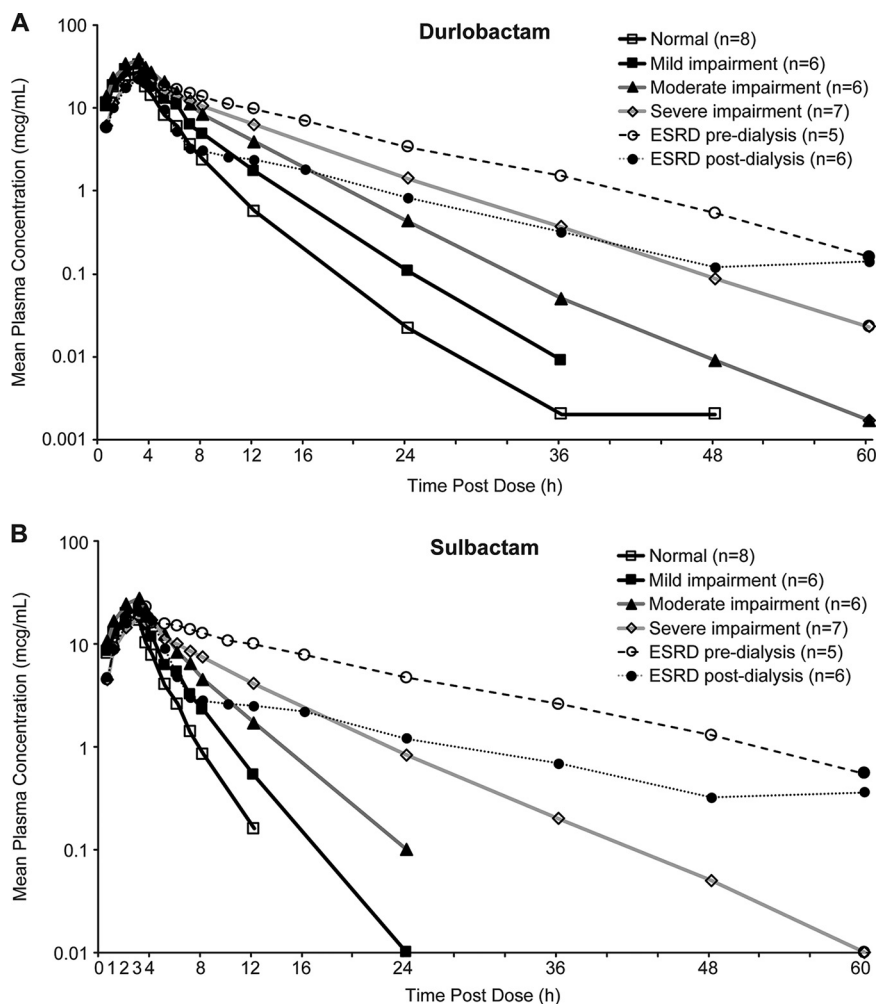 A
Durlobactam
Normal (n=8)
Mild impairment (n=6)
Moderate impairment (n=6)
Severe impairment (n=7)
ESRD pre-dialysis (n=5)
ESRD post-dialysis (n=6)
Mean Plasma Concentration (mcg/mL)
100
10
1
0.1
0.01
0.001
0 4 8 12 24 36 48 60
Time Post Dose (h)
B
Sulbactam
Normal (n=8)
Mild impairment (n=6)
Moderate impairment (n=6)
Severe impairment (n=7)
ESRD pre-dialysis (n=5)
ESRD post-dialysis (n=6)
Mean Plasma Concentration (mcg/mL)
100
10
1
0.1
0.01
0 1 2 3 4 8 12 24 36 48 60
Time Post Dose (h)